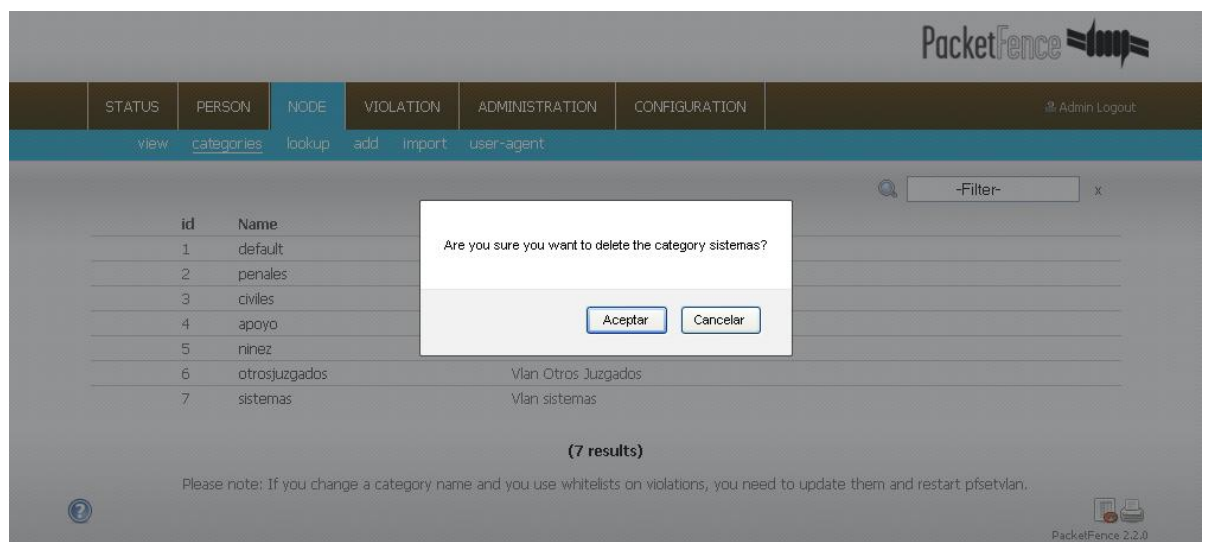 PacketFence
STATUS PERSON NODE VIOLATION ADMINISTRATION CONFIGURATION Admin Logout
view categories lookup add import user-agent
-Filter- x
id Name
1 default
2 penales
3 civiles
4 apoyo
5 ninez
6 otrosjuzgados Vlan Otros Juzgados
7 sistemas Vlan sistemas
Are you sure you want to delete the category sistemas?
Aceptar Cancelar
(7 results)
Please note: If you change a category name and you use whitelists on violations, you need to update them and restart pfsetvlan.
?
PacketFence 2.2.0